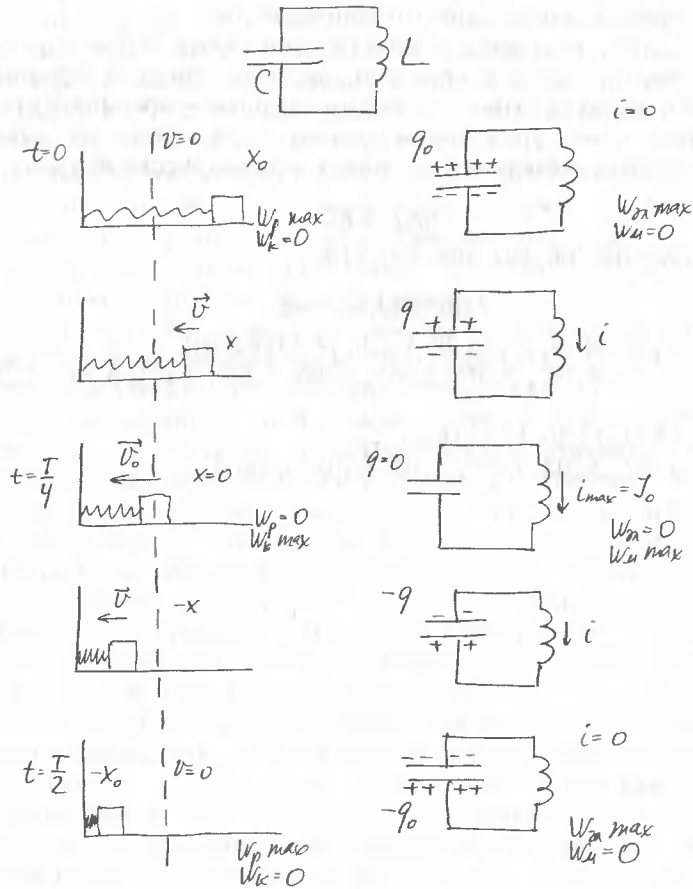 C L
t=0 v=0 x₀
W_p max
W_k=0
q₀ i=0
++ ++
− − −
W_эл max
W_м=0
v⃗ x
q + +
− −
i
t=T/4 v⃗₀ x=0
W_p=0
W_k max
q=0
i_max = J₀
W_эл=0
W_м max
v⃗ -x
-q − −
+ +
i
t=T/2 -x₀ v=0
W_p max
W_k=0
i=0
− − − −
++ ++
-q₀
W_эл max
W_м=0